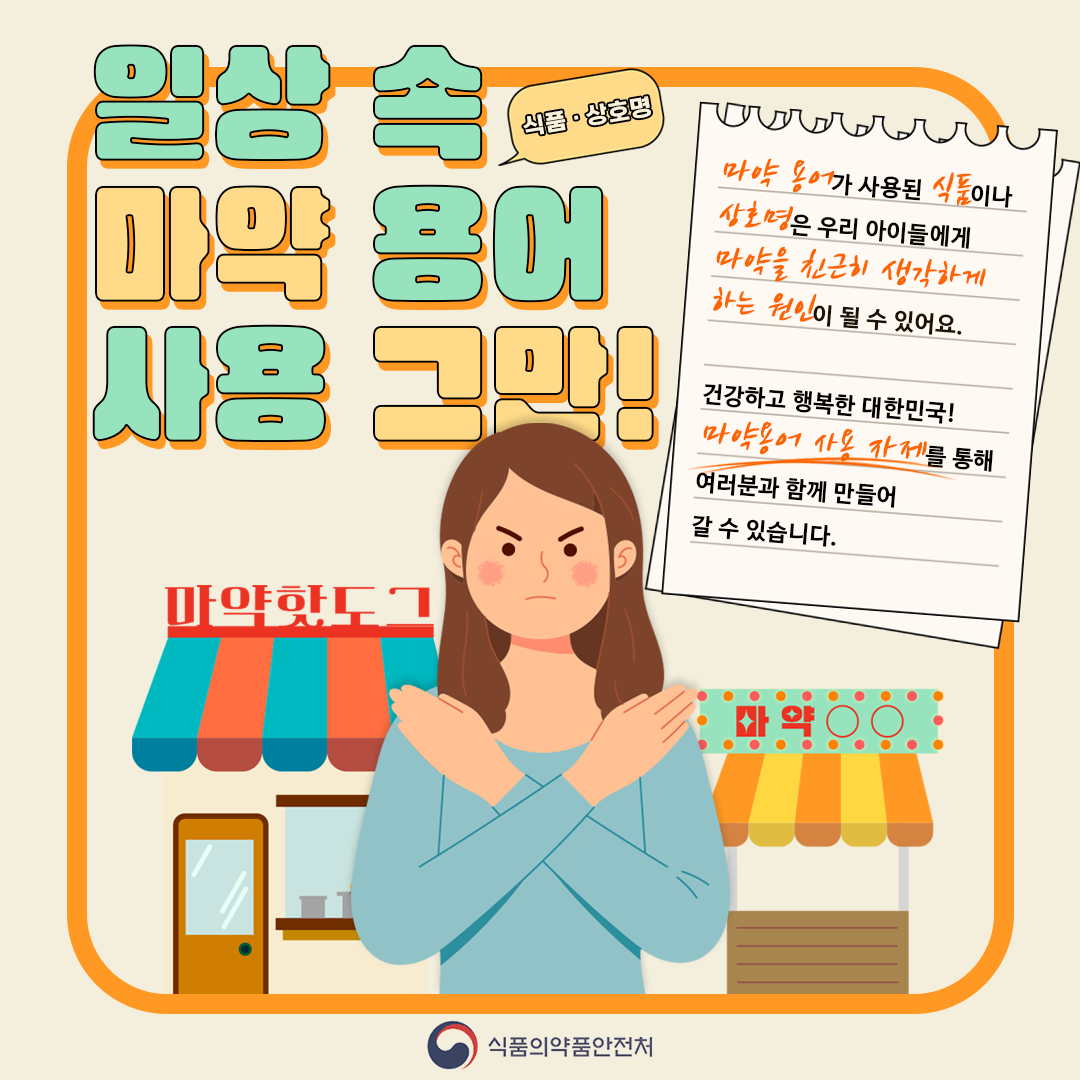 일상 속
식품·상호명
마약 용어
사용 그만!
마약 용어가 사용된 식품이나
상호명은 우리 아이들에게
마약을 친근히 생각하게
하는 원인이 될 수 있어요.
건강하고 행복한 대한민국!
마약용어 사용 자제를 통해
여러분과 함께 만들어
갈 수 있습니다.
마약핫도그
마약○○
식품의약품안전처